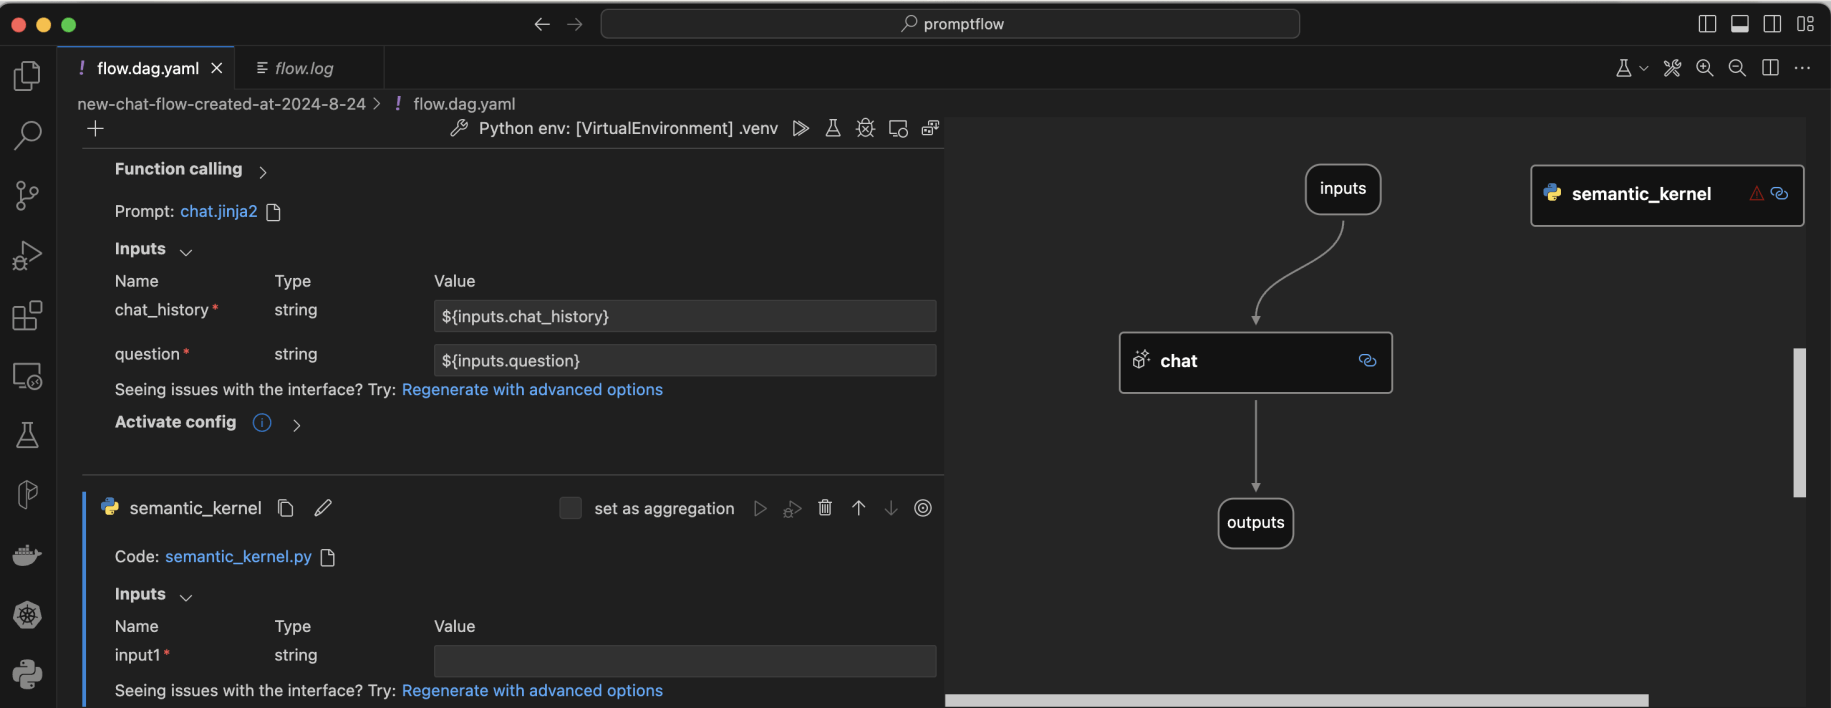 promptflow
! flow.dag.yaml
flow.log
new-chat-flow-created-at-2024-8-24 > ! flow.dag.yaml
Python env: [VirtualEnvironment] .venv
Function calling
Prompt: chat.jinja2
Inputs
Name Type Value
chat_history* string ${inputs.chat_history}
question* string ${inputs.question}
Seeing issues with the interface? Try: Regenerate with advanced options
Activate config
semantic_kernel
set as aggregation
Code: semantic_kernel.py
Inputs
Name Type Value
input1* string
Seeing issues with the interface? Try: Regenerate with advanced options
inputs
semantic_kernel
chat
outputs